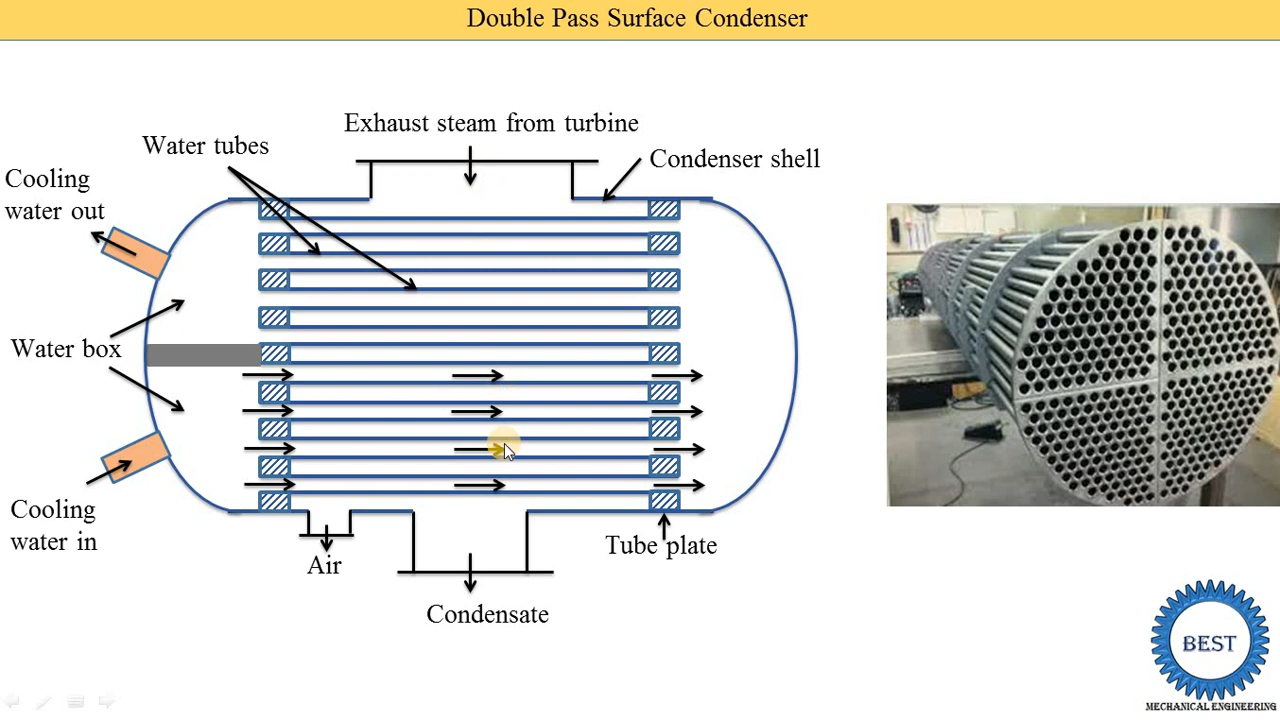 Double Pass Surface Condenser
Exhaust steam from turbine
Water tubes
Condenser shell
Cooling
water out
Water box
Cooling
water in
Tube plate
Air
Condensate
BEST
MECHANICAL ENGINEERING